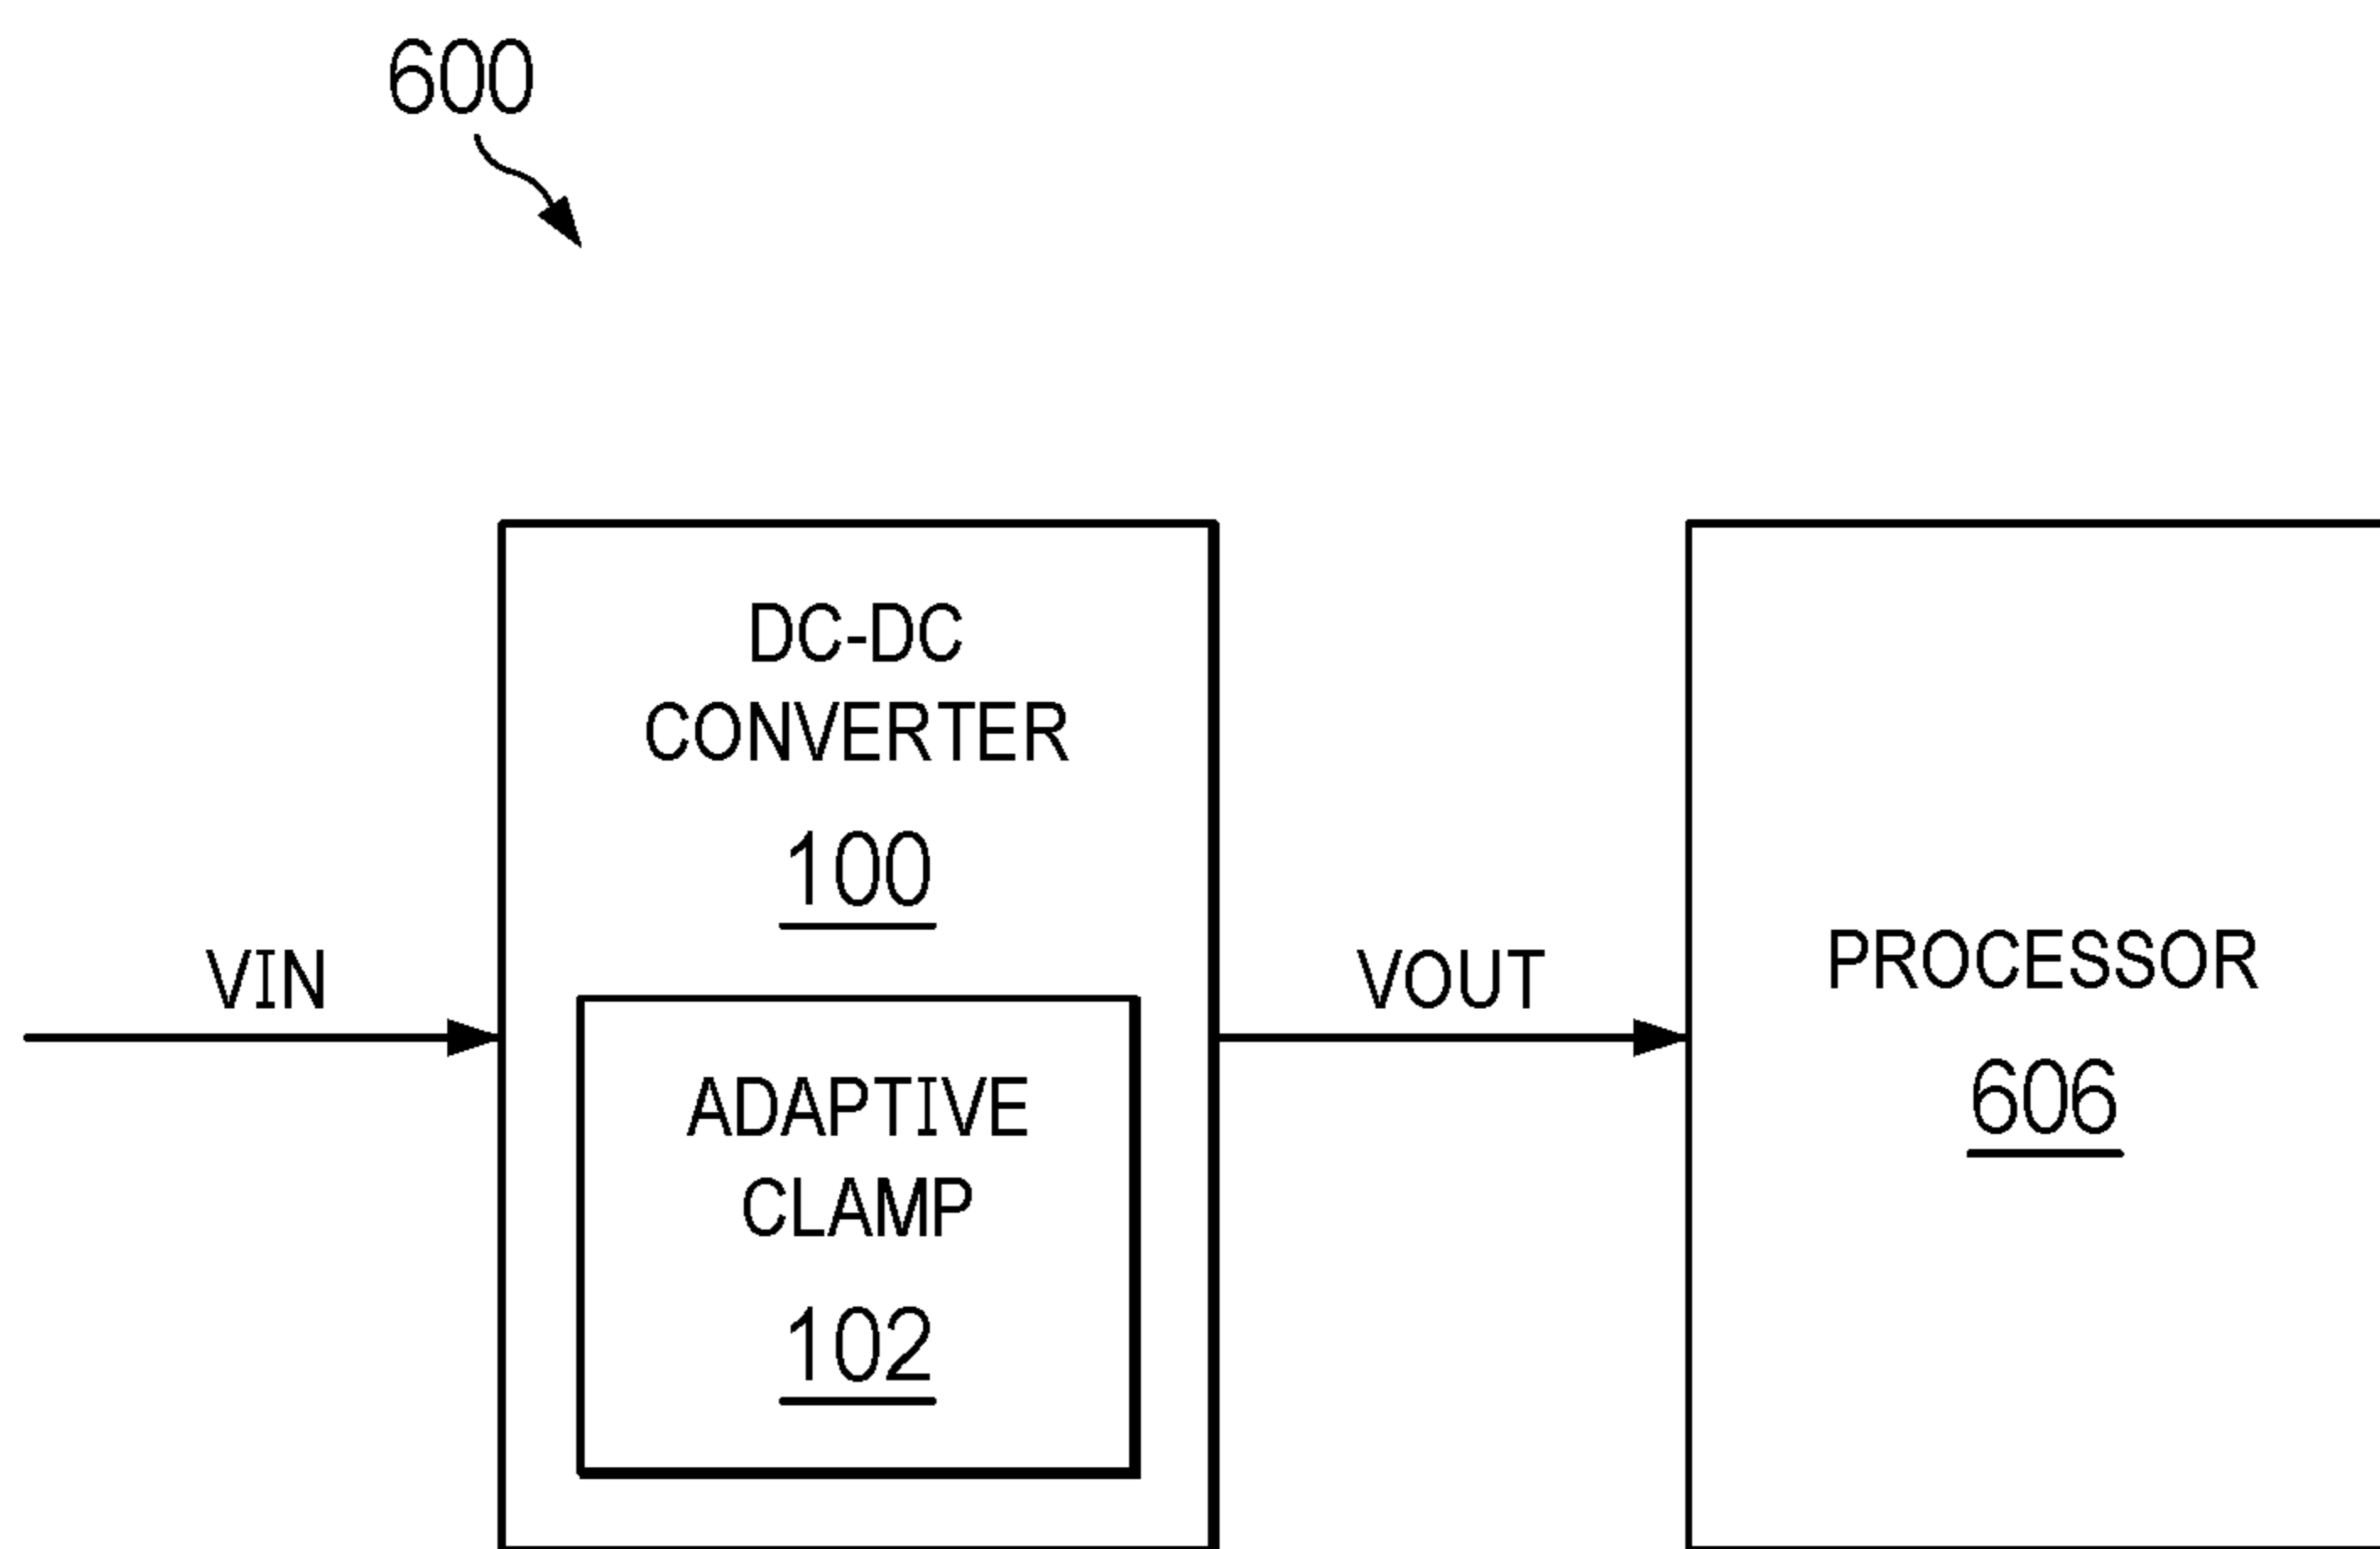 600
DC-DC
CONVERTER
100
VIN
ADAPTIVE
CLAMP
102
VOUT
PROCESSOR
606